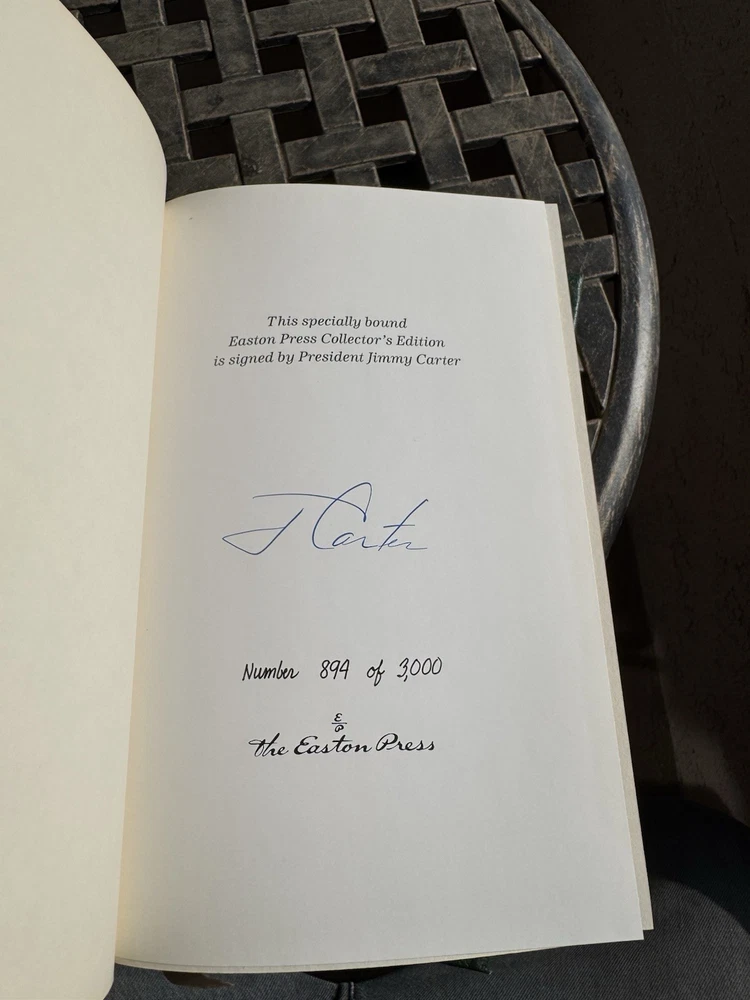 This specially bound
Easton Press Collector's Edition
is signed by President Jimmy Carter
J Carter
Number 894 of 3,000
E
P
the Easton Press